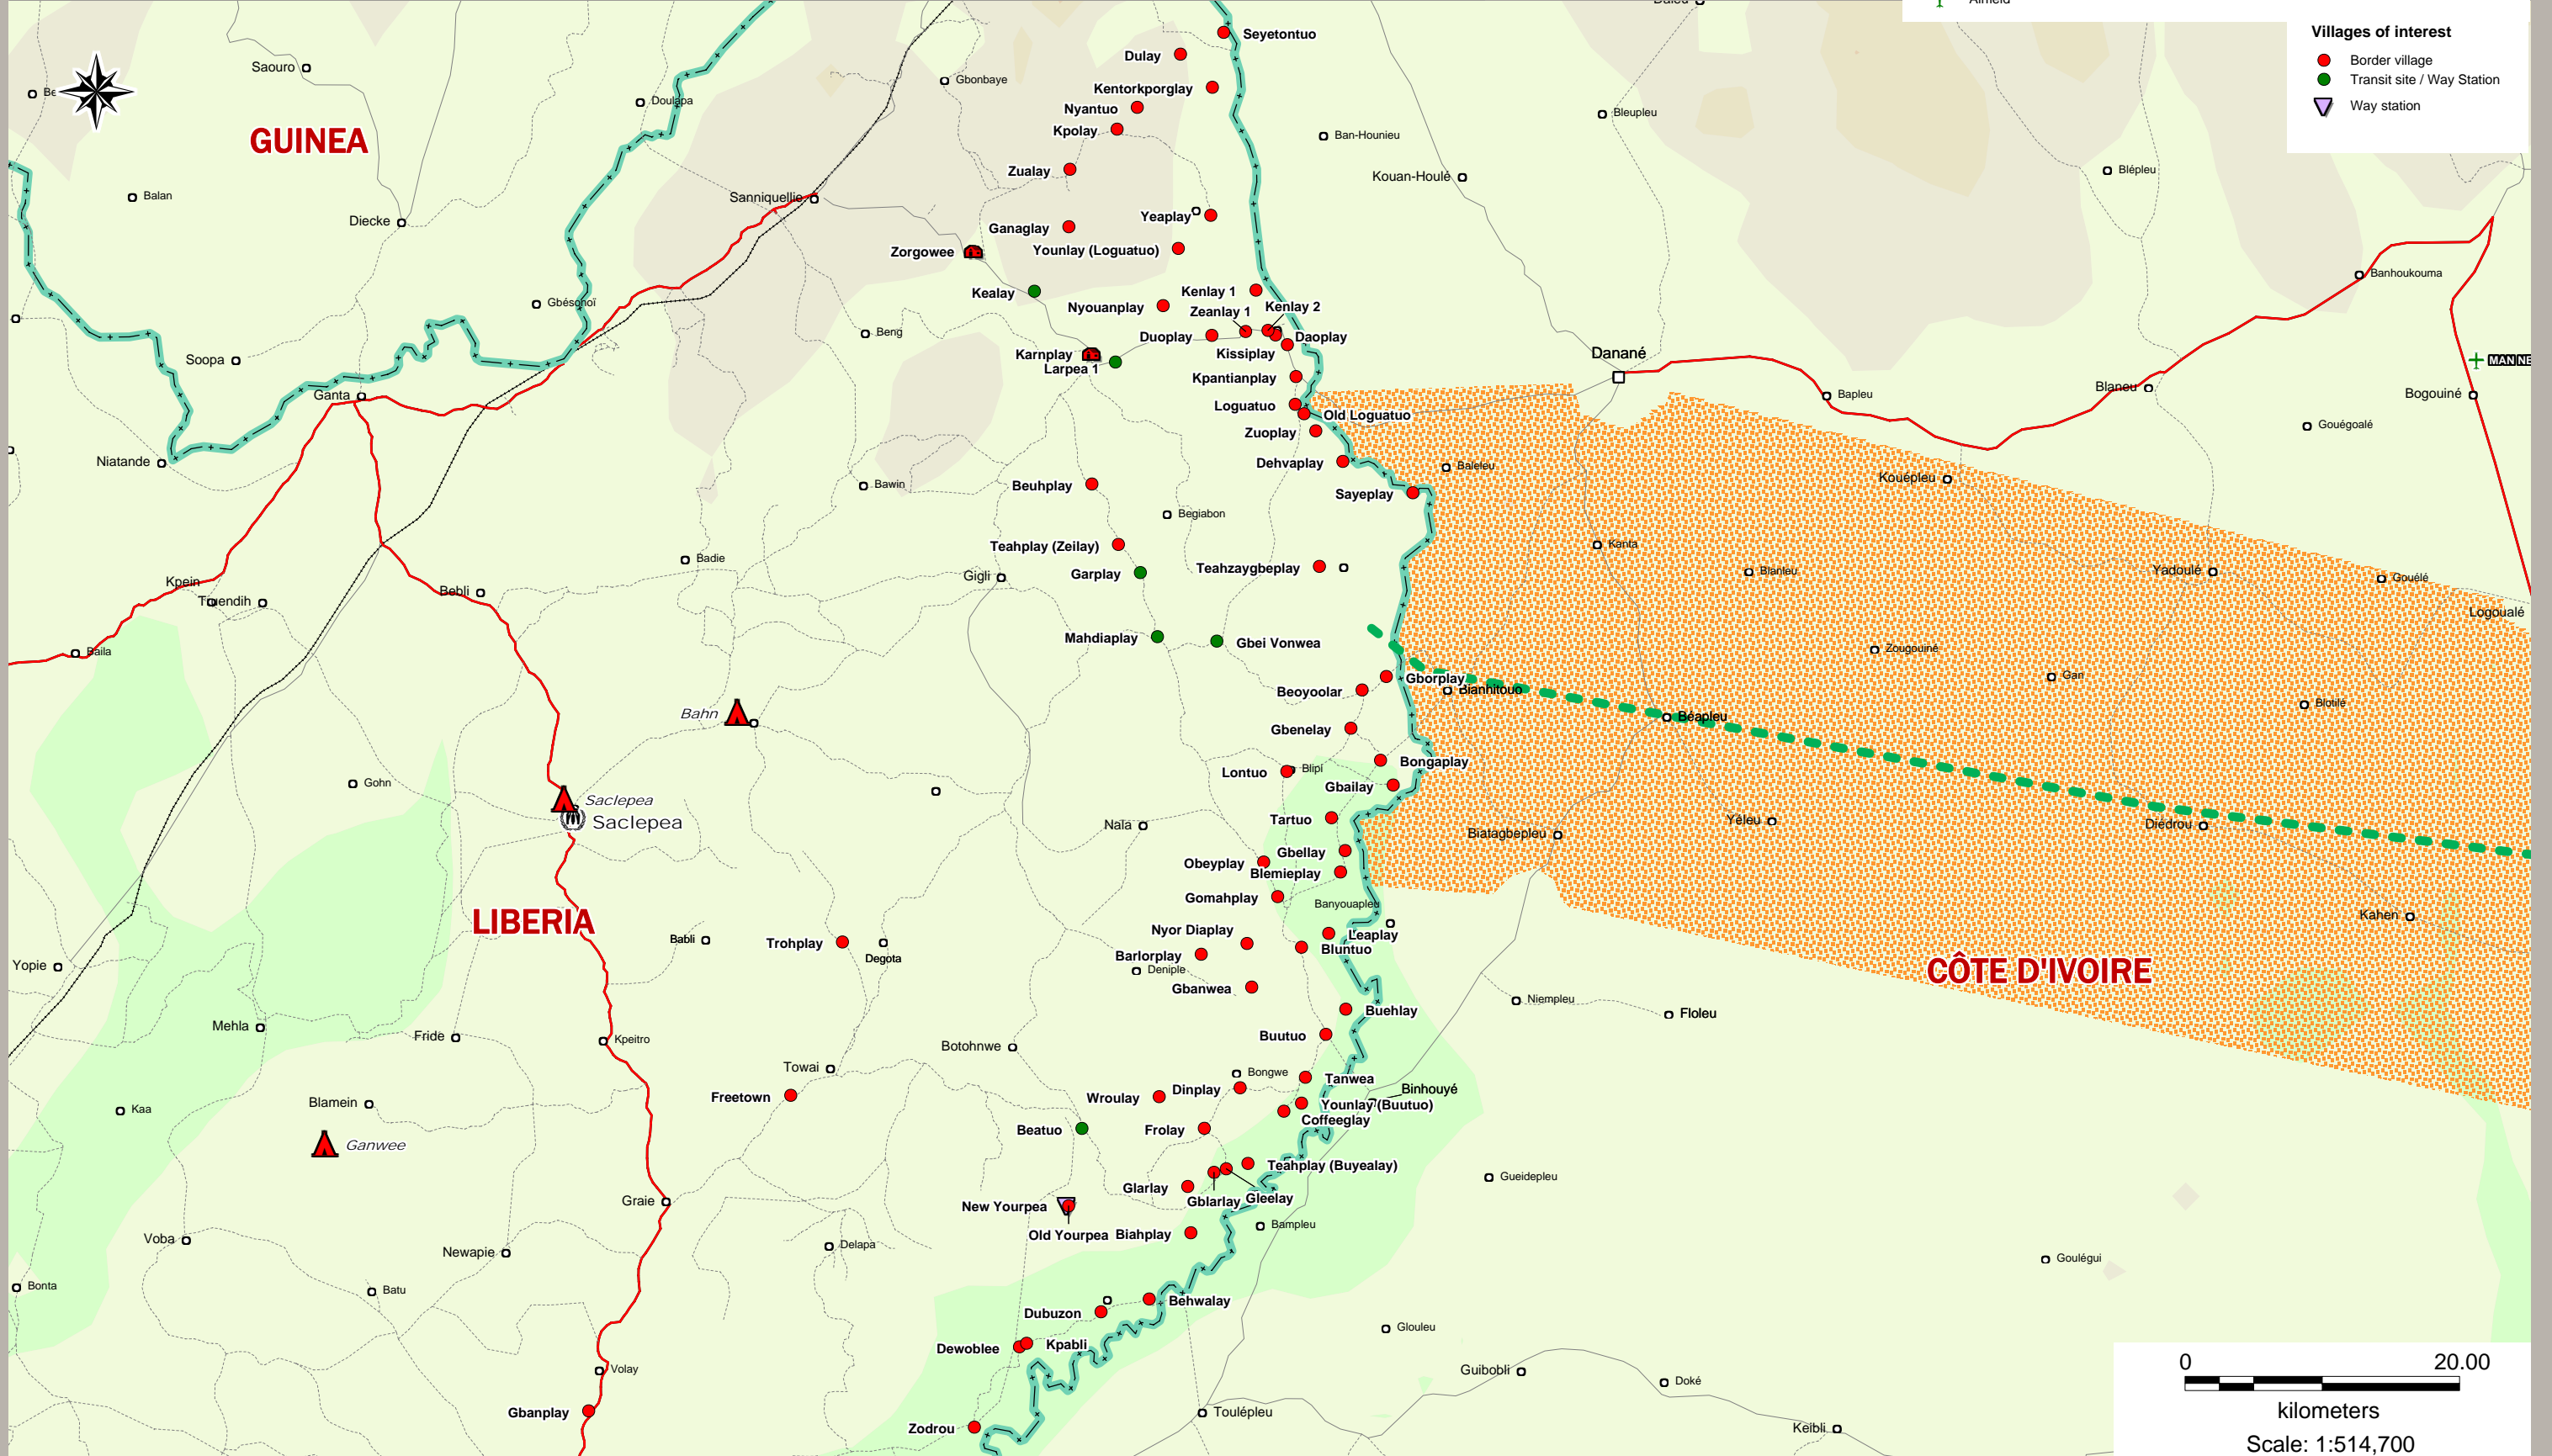 Airfield
Villages of interest
Border village
Transit site / Way Station
Way station
Seyetontuo
Dulay
Saouro
Gbonbaye
Kentorkporglay
Doulapa
Nyantuo
Bleupleu
GUINEA
Kpolay
Ban-Hounieu
Zualay
Blépleu
Kouan-Houlé
Balan
Sanniquellie
Diecke
Yeaplay
Ganaglay
Zorgowee
Younlay (Loguatuo)
Banhoukouma
Kealay
Kenlay 1
Gbésohoï
Nyouanplay
Kenlay 2
Zeanlay 1
Beng
Duoplay
Daoplay
Karnplay
Kissiplay
Danané
Soopa
Larpea 1
Kpantianplay
Blaneu
Ganta
Bapleu
Bogouiné
Loguatuo
Old Loguatuo
Gouégoalé
Zuoplay
Niatande
Dehvaplay
Baleleu
Kouépleu
Beuhplay
Bawin
Sayeplay
Begiabon
Teahplay (Zeilay)
Kanta
Badie
Teahzaygbeplay
Blanleu
Yadoulé
Garplay
Gigli
Gouélé
Kpein
Bebli
Logoualé
Mahdiaplay
Gbei Vonwea
Baila
Zougouiné
Gan
Gborplay
Beoyoolar
Bianhitouo
Blotilé
Bahn
Béapleu
Gbenelay
Bongaplay
Lontuo
Blipi
Gohn
Gbailay
Saclepea
Saclepea
Tartuo
Yéleu
Naïa
Diédrou
Biatagbepleu
Gbellay
Obeyplay
Blemieplay
Gomahplay
Banyouapleu
Kahen
LIBERIA
Nyor Diaplay
Leaplay
Babli
Trohplay
Bluntuo
Barlorplay
Degota
Yopie
Deniple
CÔTE D'IVOIRE
Gbanwea
Niempleu
Buehlay
Floleu
Mehla
Fride
Buutuo
Kpeitro
Botohnwe
Towai
Bongwe
Tanwea
Dinplay
Binhouyé
Freetown
Wroulay
Blamein
Younlay (Buutuo)
Kaa
Coffeeglay
Beatuo
Frolay
Ganwee
Teahplay (Buyealay)
Gueidepleu
Glarlay
Gblarlay
Gleelay
Graie
New Yourpea
Bampleu
Old Yourpea
Biahplay
Voba
Delapa
Newapie
Goulégui
Bonta
Batu
Behwalay
Dubuzon
Glouleu
Kpabli
Dewoblee
0
20.00
Volay
Guibobli
Doké
kilometers
Gbanplay
Toulépleu
Zodrou
Keibli
Scale: 1:514,700